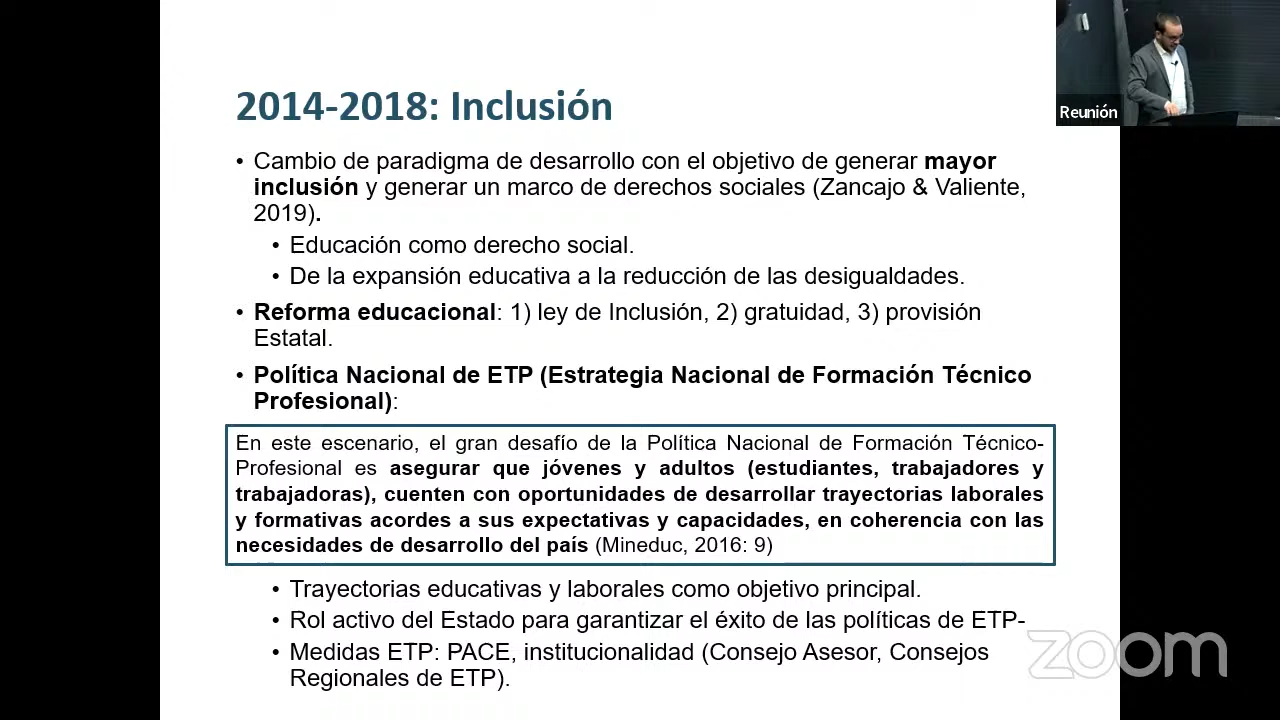 2014-2018: Inclusión
• Cambio de paradigma de desarrollo con el objetivo de generar mayor
inclusión y generar un marco de derechos sociales (Zancajo & Valiente,
2019).
• Educación como derecho social.
• De la expansión educativa a la reducción de las desigualdades.
• Reforma educacional: 1) ley de Inclusión, 2) gratuidad, 3) provisión
Estatal.
• Política Nacional de ETP (Estrategia Nacional de Formación Técnico
Profesional):
En este escenario, el gran desafío de la Política Nacional de Formación Técnico-
Profesional es asegurar que jóvenes y adultos (estudiantes, trabajadores y
trabajadoras), cuenten con oportunidades de desarrollar trayectorias laborales
y formativas acordes a sus expectativas y capacidades, en coherencia con las
necesidades de desarrollo del país (Mineduc, 2016: 9)
• Trayectorias educativas y laborales como objetivo principal.
• Rol activo del Estado para garantizar el éxito de las políticas de ETP-
• Medidas ETP: PACE, institucionalidad (Consejo Asesor, Consejos
Regionales de ETP).
Reunión
zoom